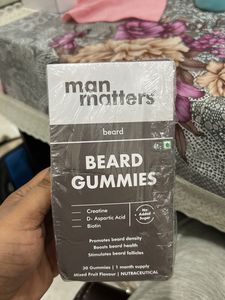 man
matters
beard
BEARD
GUMMIES
Creatine
D- Aspartic Acid
Biotin
No
Added
Sugar
Promotes beard density
Boosts beard health
Stimulates beard follicles
30 Gummies | 1 month supply
Mixed Fruit Flavour | NUTRACEUTICAL